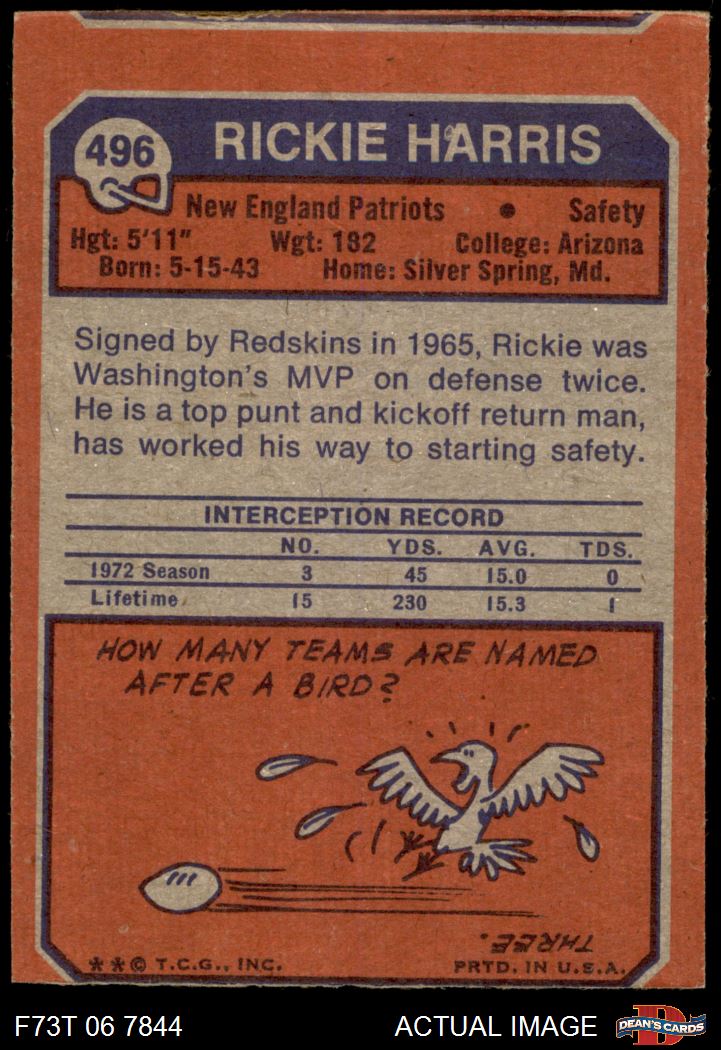 496
RICKIE HARRIS
New England Patriots • Safety
Hgt: 5'11" Wgt: 182 College: Arizona
Born: 5-15-43 Home: Silver Spring, Md.
Signed by Redskins in 1965, Rickie was
Washington's MVP on defense twice.
He is a top punt and kickoff return man,
has worked his way to starting safety.
INTERCEPTION RECORD
NO. YDS. AVG. TDS.
1972 Season 3 45 15.0 0
Lifetime 15 230 15.3 1
HOW MANY TEAMS ARE NAMED
AFTER A BIRD?
THREE.
**© T.C.G., INC. PRTD. IN U.S.A.
F73T 06 7844 ACTUAL IMAGE
D
DEAN'S CARDS